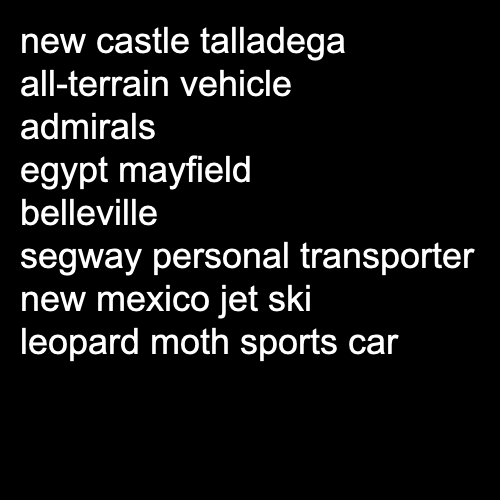 new castle talladega
all-terrain vehicle
admirals
egypt mayfield
belleville
segway personal transporter
new mexico jet ski
leopard moth sports car